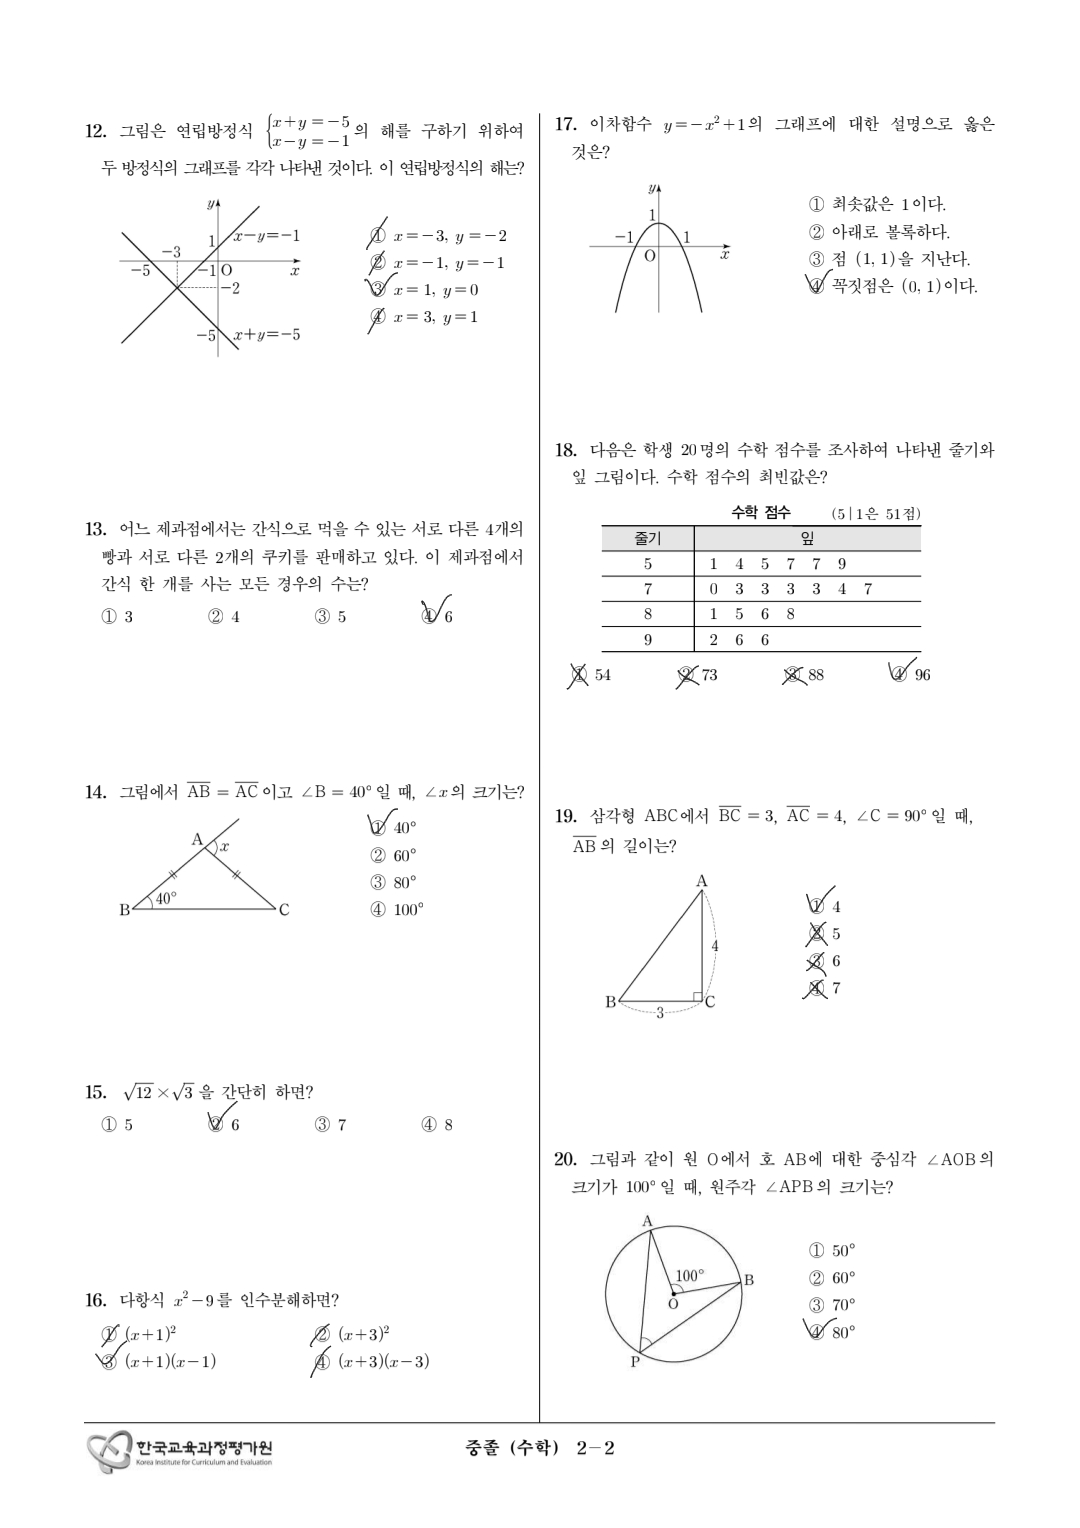 12. 그림은 연립방정식 {x+y=-5 x-y=-1 의 해를 구하기 위하여
두 방정식의 그래프를 각각 나타낸 것이다. 이 연립방정식의 해는?
y
x-y=-1
1
-3
-5
-1
O
x
-2
-5
x+y=-5
① x=-3, y=-2
② x=-1, y=-1
③ x=1, y=0
④ x=3, y=1
13. 어느 제과점에서는 간식으로 먹을 수 있는 서로 다른 4개의
빵과 서로 다른 2개의 쿠키를 판매하고 있다. 이 제과점에서
간식 한 개를 사는 모든 경우의 수는?
① 3 ② 4 ③ 5 ④ 6
14. 그림에서 AB = AC 이고 ∠B = 40° 일 때, ∠x의 크기는?
A
x
40°
B
C
① 40°
② 60°
③ 80°
④ 100°
15. √12×√3 을 간단히 하면?
① 5 ② 6 ③ 7 ④ 8
16. 다항식 x²-9를 인수분해하면?
① (x+1)² ② (x+3)²
③ (x+1)(x-1) ④ (x+3)(x-3)
17. 이차함수 y=-x²+1의 그래프에 대한 설명으로 옳은
것은?
y
1
-1
1
O
x
① 최솟값은 1이다.
② 아래로 볼록하다.
③ 점 (1, 1)을 지난다.
④ 꼭짓점은 (0, 1)이다.
18. 다음은 학생 20명의 수학 점수를 조사하여 나타낸 줄기와
잎 그림이다. 수학 점수의 최빈값은?
수학 점수 (5|1은 51점)
줄기 잎
5 1 4 5 7 7 9
7 0 3 3 3 3 4 7
8 1 5 6 8
9 2 6 6
① 54 ② 73 ③ 88 ④ 96
19. 삼각형 ABC에서 BC = 3, AC = 4, ∠C = 90° 일 때,
AB의 길이는?
A
4
B
C
3
① 4
② 5
③ 6
④ 7
20. 그림과 같이 원 O에서 호 AB에 대한 중심각 ∠AOB의
크기가 100° 일 때, 원주각 ∠APB의 크기는?
A
100°
B
O
P
① 50°
② 60°
③ 70°
④ 80°
한국교육과정평가원
Korea Institute for Curriculum and Evaluation
중졸 (수학) 2-2